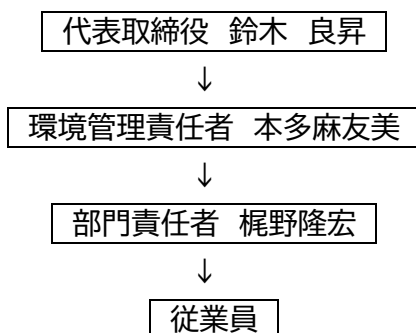 代表取締役 鈴木 良昇
↓
環境管理責任者 本多麻友美
↓
部門責任者 梶野隆宏
↓
従業員